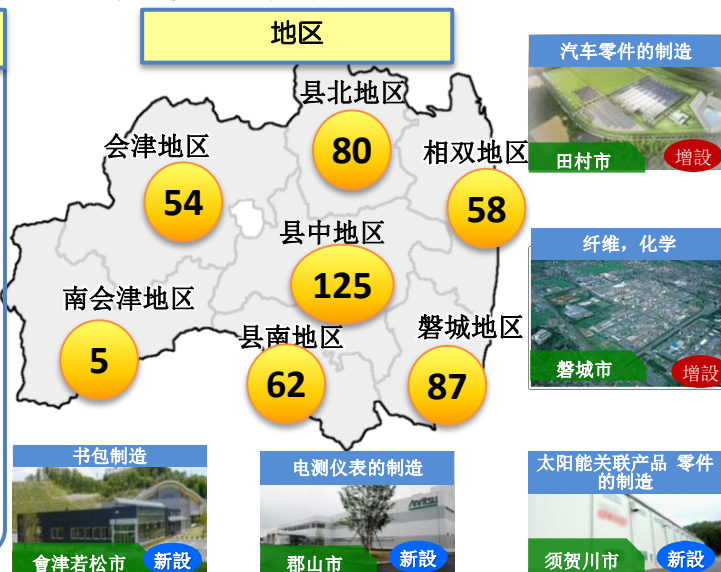 地区
县北地区
80
会津地区
54
相双地区
58
县中地区
125
南会津地区
5
县南地区
62
磐城地区
87
汽车零件的制造
田村市
增設
纤维，化学
磐城市
增設
书包制造
會津若松市
新設
电测仪表的制造
Anritsu
郡山市
新設
太阳能关联产品 零件
的制造
须贺川市
新設